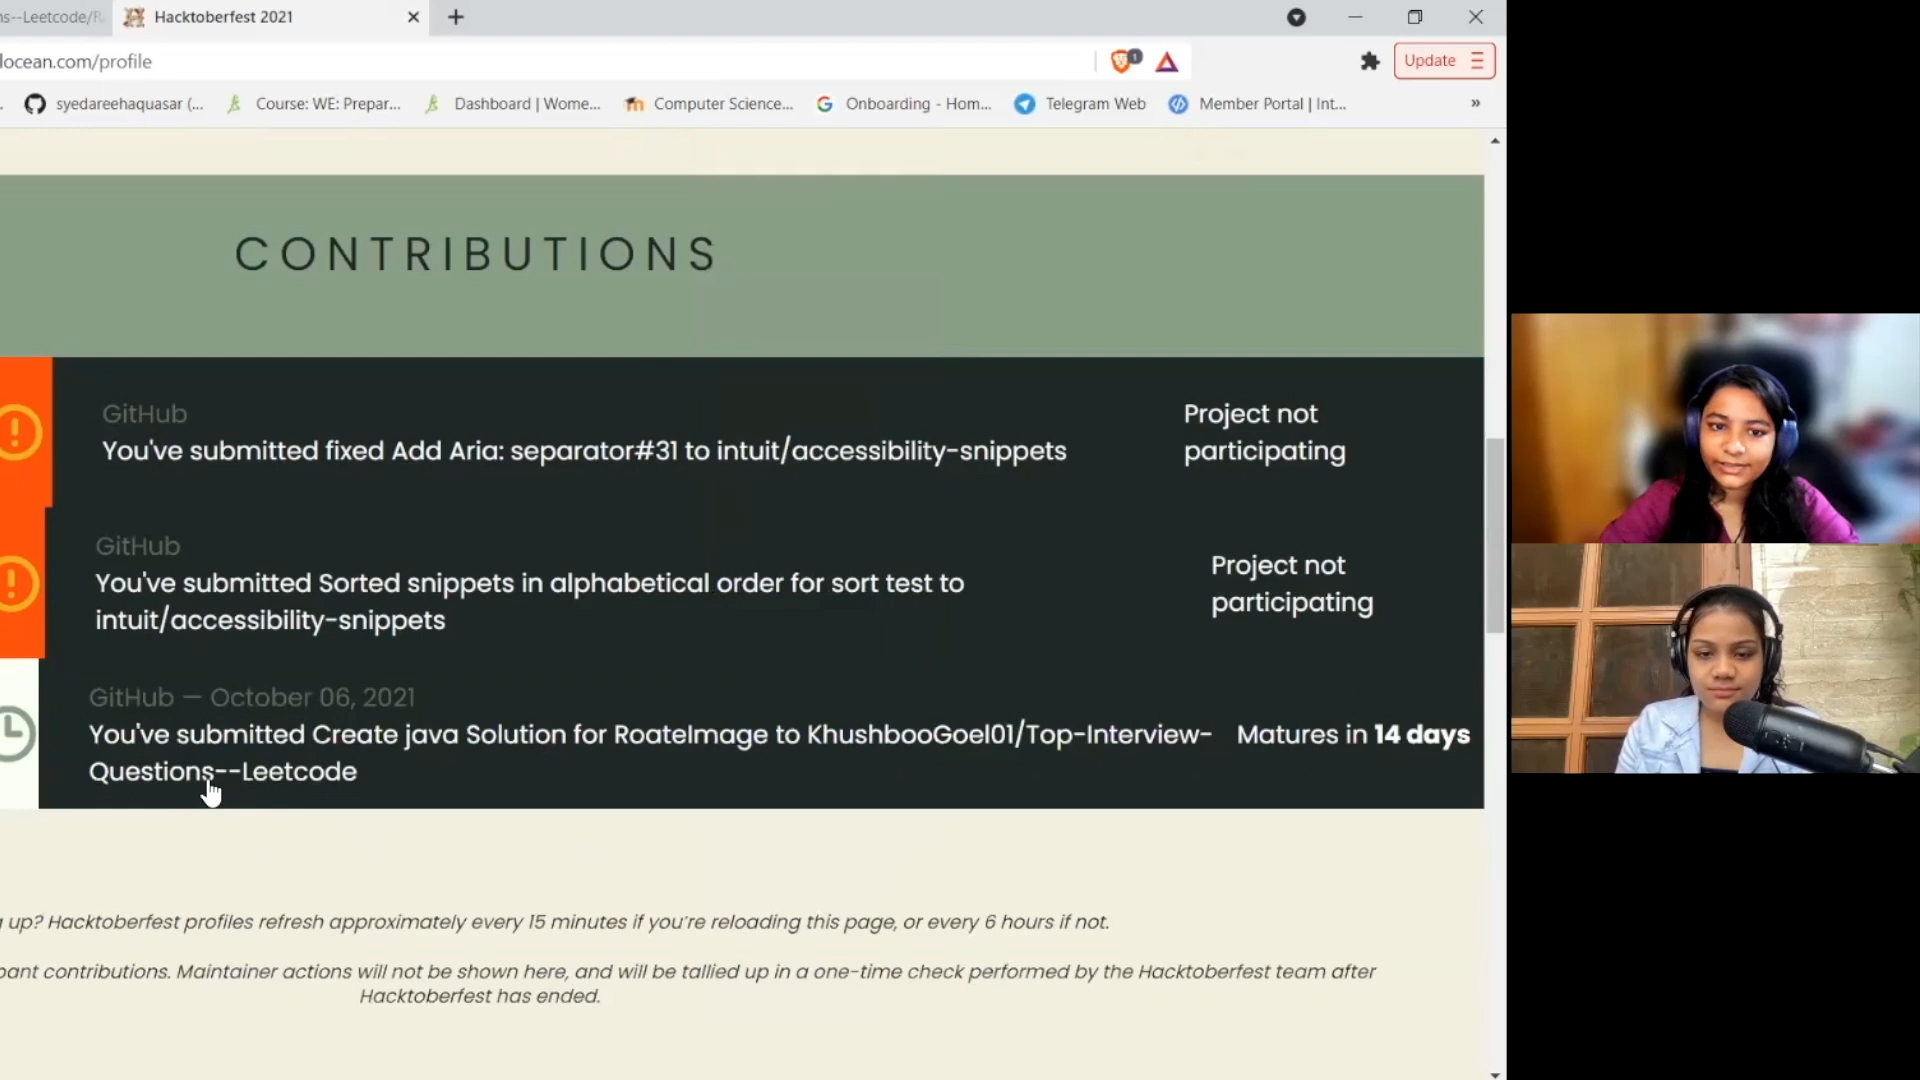 ns--Leetcode/R
Hacktoberfest 2021
locean.com/profile
1
Update
syedareehaquasar (...
Course: WE: Prepar...
Dashboard | Wome...
Computer Science...
Onboarding - Hom...
Telegram Web
Member Portal | Int...
CONTRIBUTIONS
GitHub
You've submitted fixed Add Aria: separator#31 to intuit/accessibility-snippets
Project not
participating
GitHub
You've submitted Sorted snippets in alphabetical order for sort test to
intuit/accessibility-snippets
Project not
participating
GitHub — October 06, 2021
You've submitted Create java Solution for RoateImage to KhushbooGoel01/Top-Interview-
Questions--Leetcode
Matures in 14 days
g up? Hacktoberfest profiles refresh approximately every 15 minutes if you're reloading this page, or every 6 hours if not.
pant contributions. Maintainer actions will not be shown here, and will be tallied up in a one-time check performed by the Hacktoberfest team after
Hacktoberfest has ended.